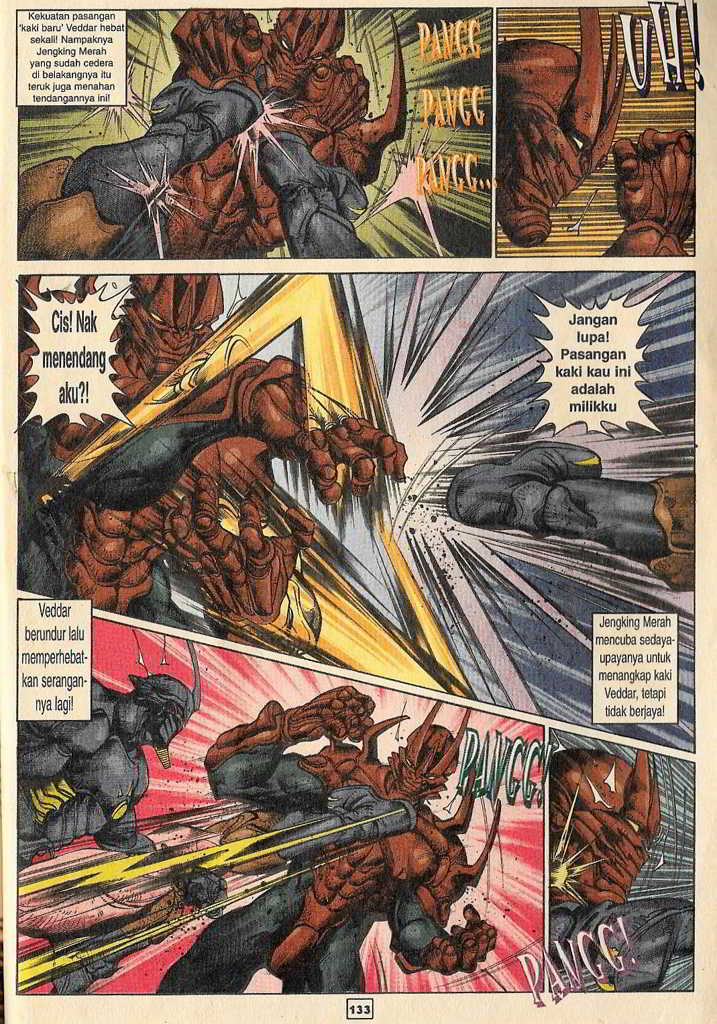 Kekuatan pasangan
'kaki baru' Veddar hebat
sekali! Nampaknya
Jengking Merah
yang sudah cedera
di belakangnya itu
teruk juga menahan
tendangannya ini!
PANGG
PANGG
PANGG...
UH!
Cis! Nak
menendang
aku?!
Jangan
lupa!
Pasangan
kaki kau ini
adalah
milikku
Jengking Merah
mencuba sedaya-
upayanya untuk
menangkap kaki
Veddar, tetapi
tidak berjaya!
Veddar
berundur lalu
memperhebat-
kan serangan-
nya lagi!
PANGG!
PANGG!
133